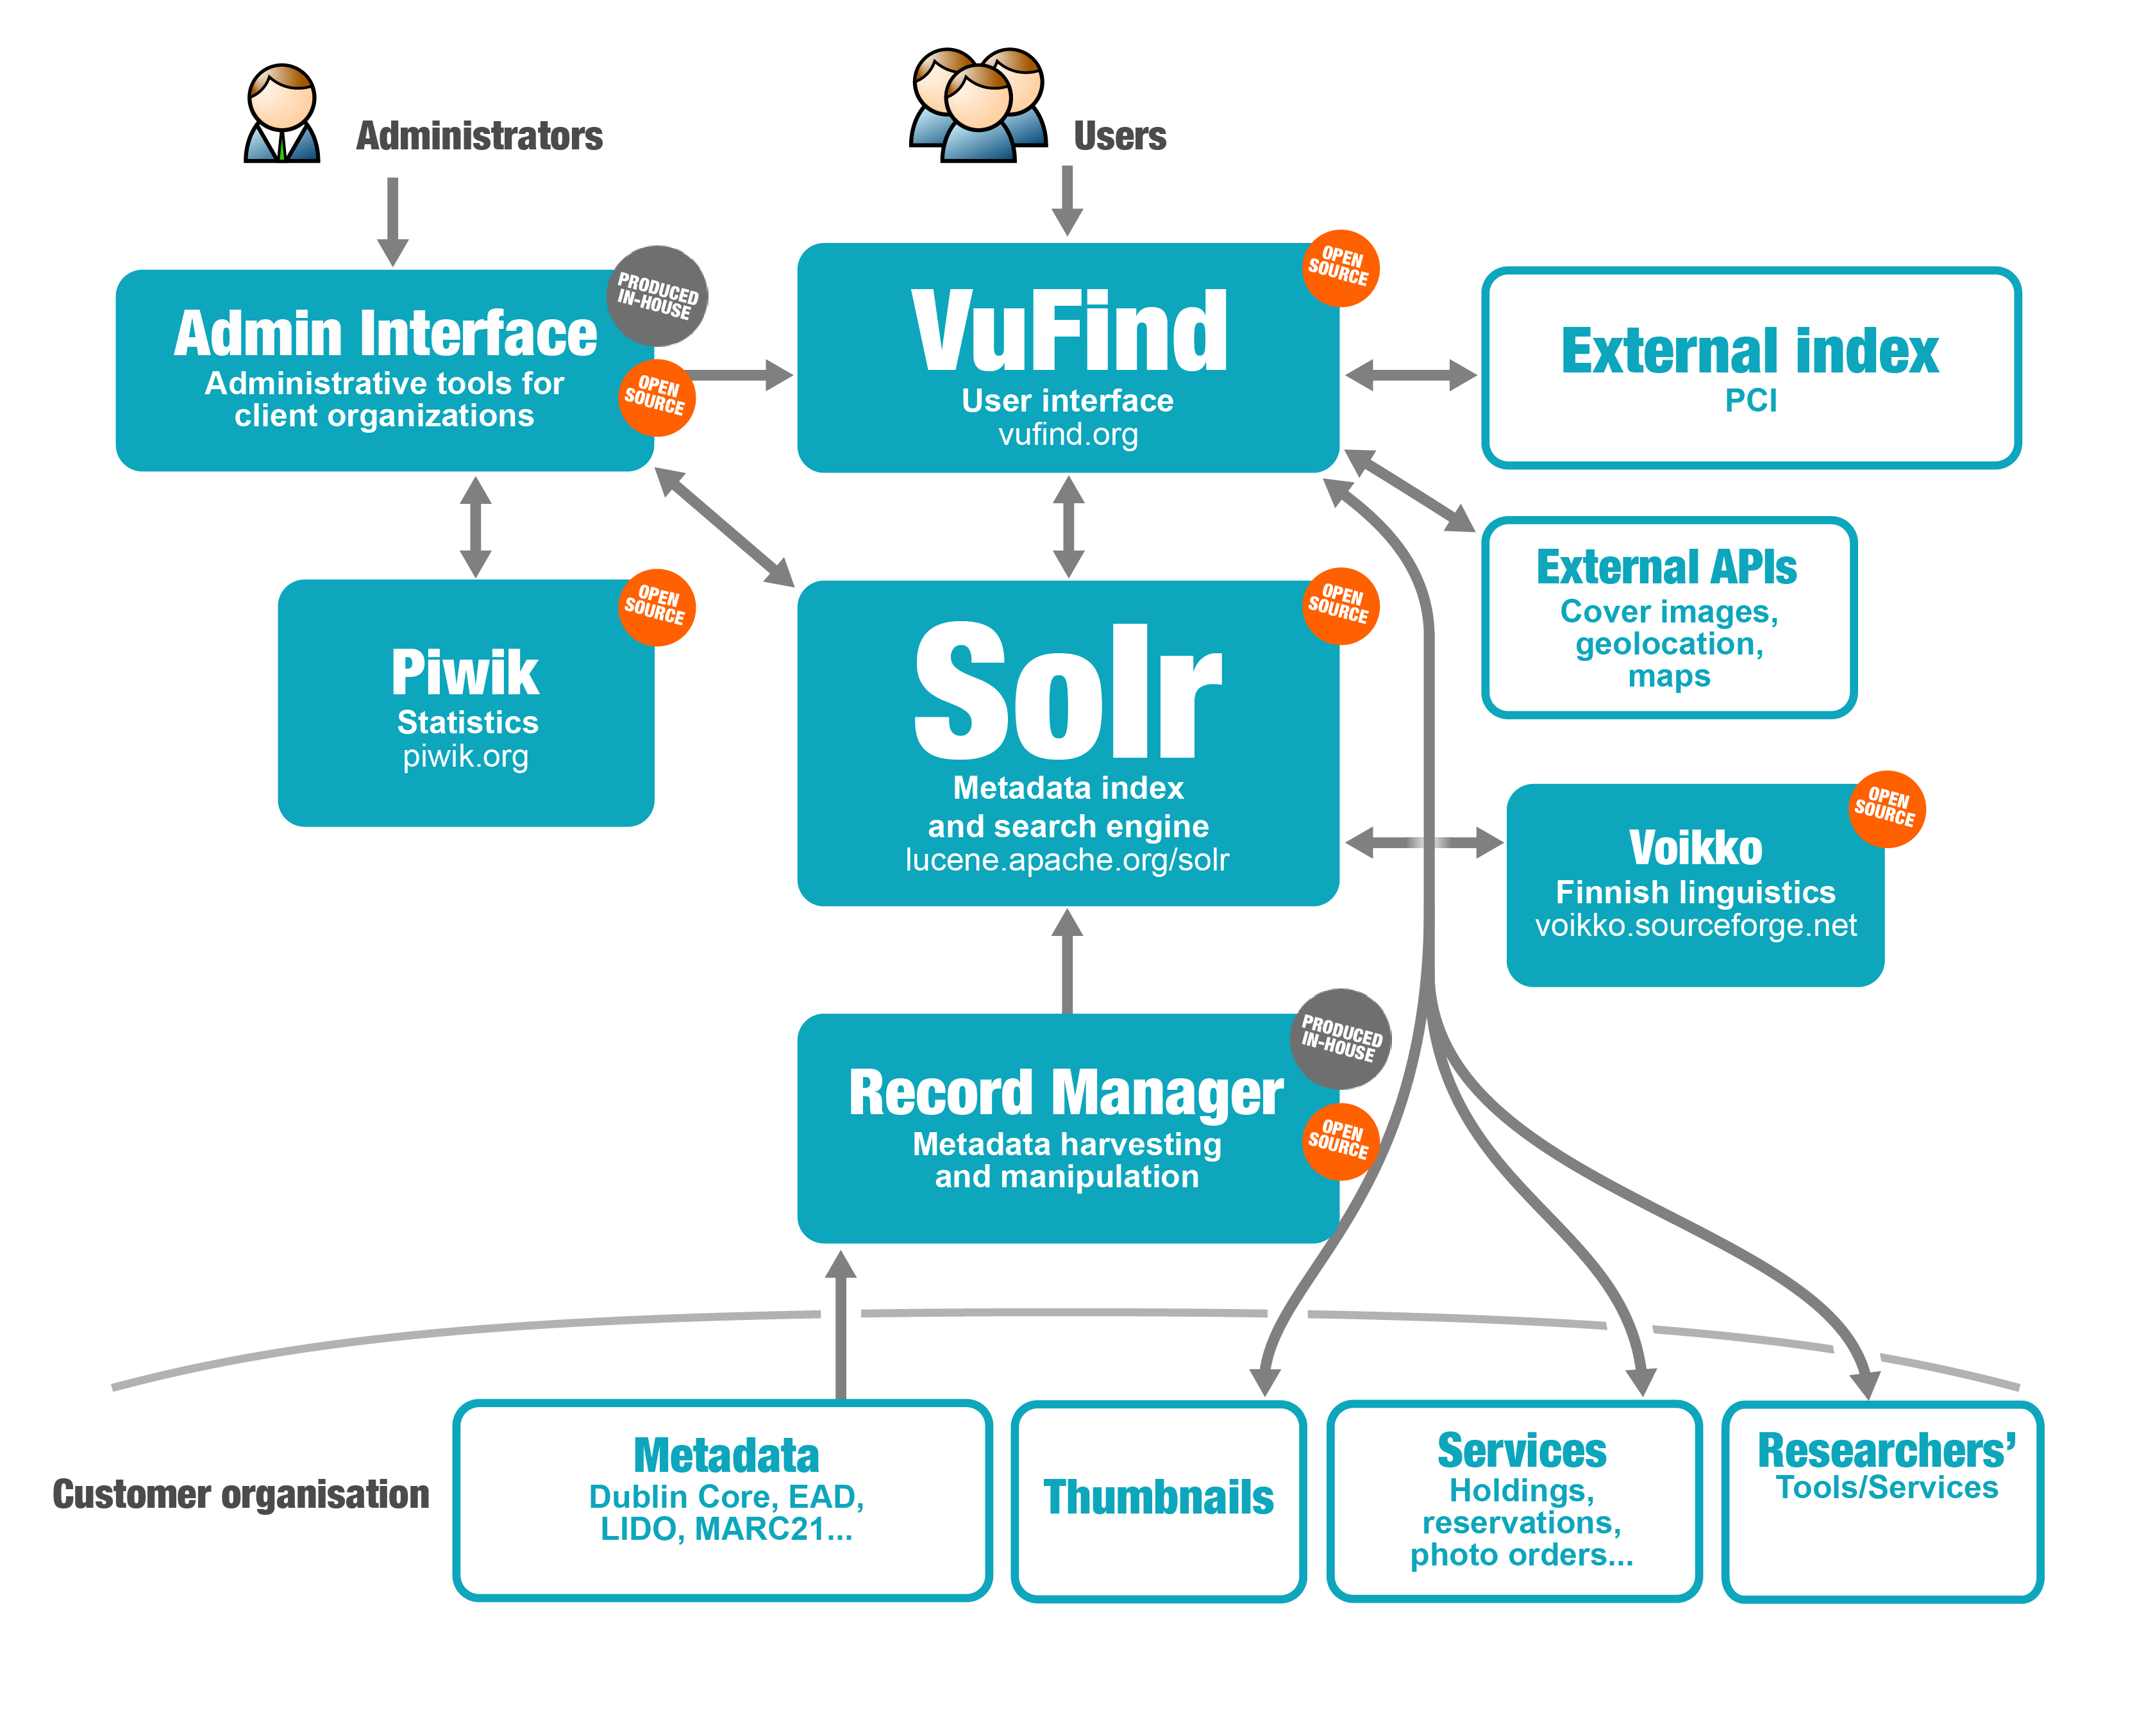 Administrators
Users
Admin Interface
Administrative tools for
client organizations
PRODUCED
IN-HOUSE
OPEN
SOURCE
VuFind
User interface
vufind.org
OPEN
SOURCE
External index
PCI
External APIs
Cover images,
geolocation,
maps
Piwik
Statistics
piwik.org
OPEN
SOURCE
Solr
Metadata index
and search engine
lucene.apache.org/solr
OPEN
SOURCE
Voikko
Finnish linguistics
voikko.sourceforge.net
OPEN
SOURCE
Record Manager
Metadata harvesting
and manipulation
PRODUCED
IN-HOUSE
OPEN
SOURCE
Customer organisation
Metadata
Dublin Core, EAD,
LIDO, MARC21...
Thumbnails
Services
Holdings,
reservations,
photo orders...
Researchers’
Tools/Services